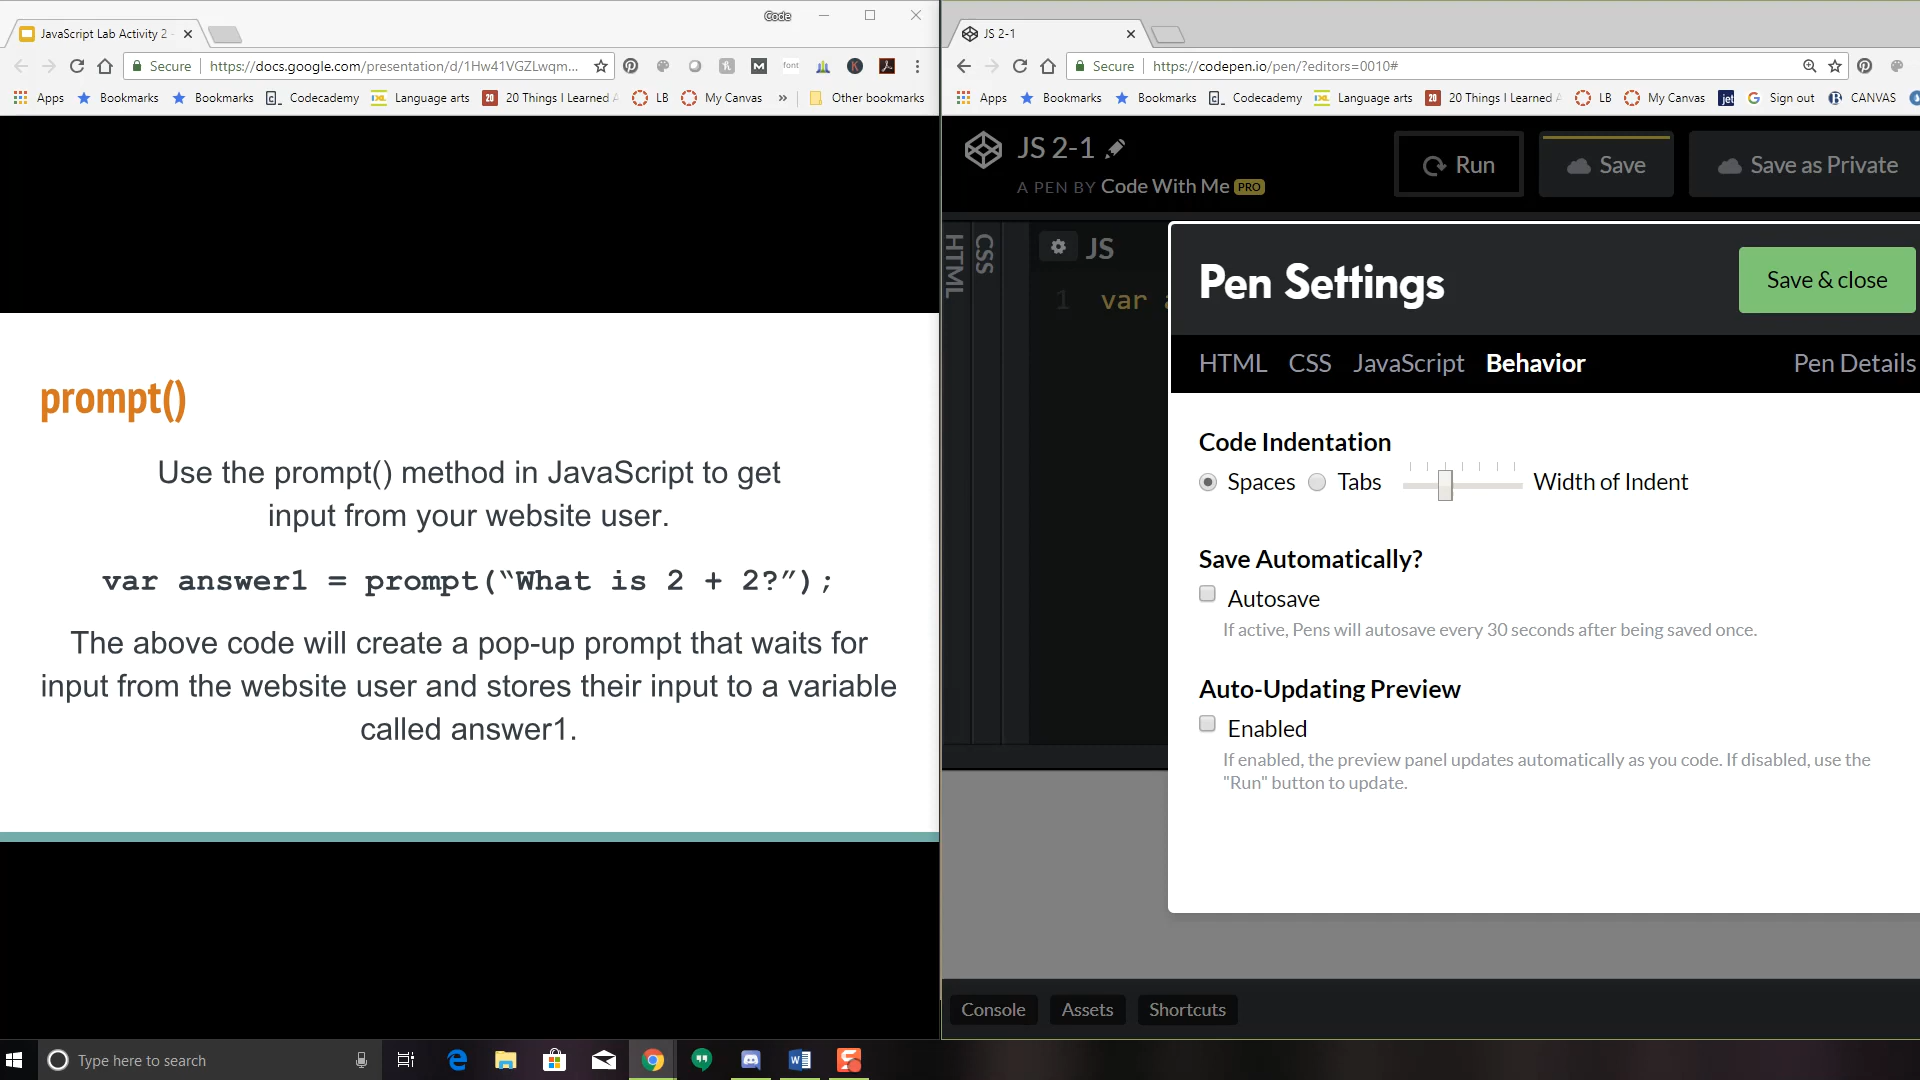 Code
JavaScript Lab Activity 2 -
Secure
https://docs.google.com/presentation/d/1Hw41VGZLwqm...
Apps
Bookmarks
Bookmarks
Codecademy
Language arts
20 Things I Learned
LB
My Canvas
»
Other bookmarks
prompt()
Use the prompt() method in JavaScript to get
input from your website user.
var answer1 = prompt(“What is 2 + 2?”);
The above code will create a pop-up prompt that waits for
input from the website user and stores their input to a variable
called answer1.
JS 2-1
Secure
https://codepen.io/pen/?editors=0010#
Apps
Bookmarks
Bookmarks
Codecademy
Language arts
20 Things I Learned
LB
My Canvas
jet
Sign out
CANVAS
JS 2-1
A PEN BY Code With Me PRO
Run
Save
Save as Private
HTML
CSS
JS
1 var
Pen Settings
Save & close
HTML CSS JavaScript Behavior Pen Details
Code Indentation
Spaces Tabs Width of Indent
Save Automatically?
Autosave
If active, Pens will autosave every 30 seconds after being saved once.
Auto-Updating Preview
Enabled
If enabled, the preview panel updates automatically as you code. If disabled, use the
"Run" button to update.
Console Assets Shortcuts
Type here to search